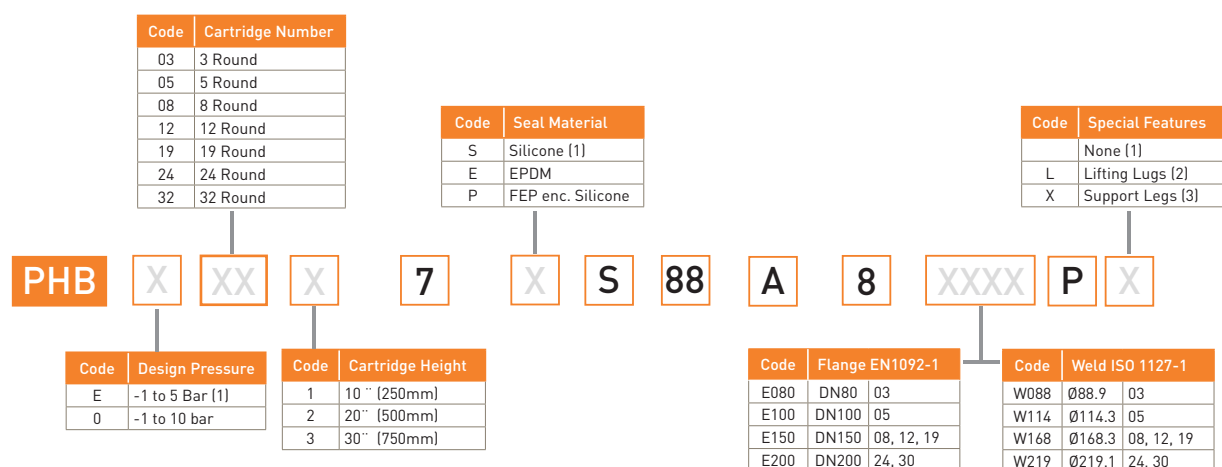 Code Cartridge Number
03 3 Round
05 5 Round
08 8 Round
12 12 Round
19 19 Round
24 24 Round
32 32 Round
Code Seal Material
S Silicone (1)
E EPDM
P FEP enc. Silicone
Code Special Features
None (1)
L Lifting Lugs (2)
X Support Legs (3)
PHB X XX X 7 X S 88 A 8 XXXX P X
Code Design Pressure
E -1 to 5 Bar (1)
0 -1 to 10 bar
Code Cartridge Height
1 10 ¨ (250mm)
2 20¨ (500mm)
3 30¨ (750mm)
Code Flange EN1092-1
E080 DN80 03
E100 DN100 05
E150 DN150 08, 12, 19
E200 DN200 24, 30
Code Weld ISO 1127-1
W088 Ø88.9 03
W114 Ø114.3 05
W168 Ø168.3 08, 12, 19
W219 Ø219.1 24, 30